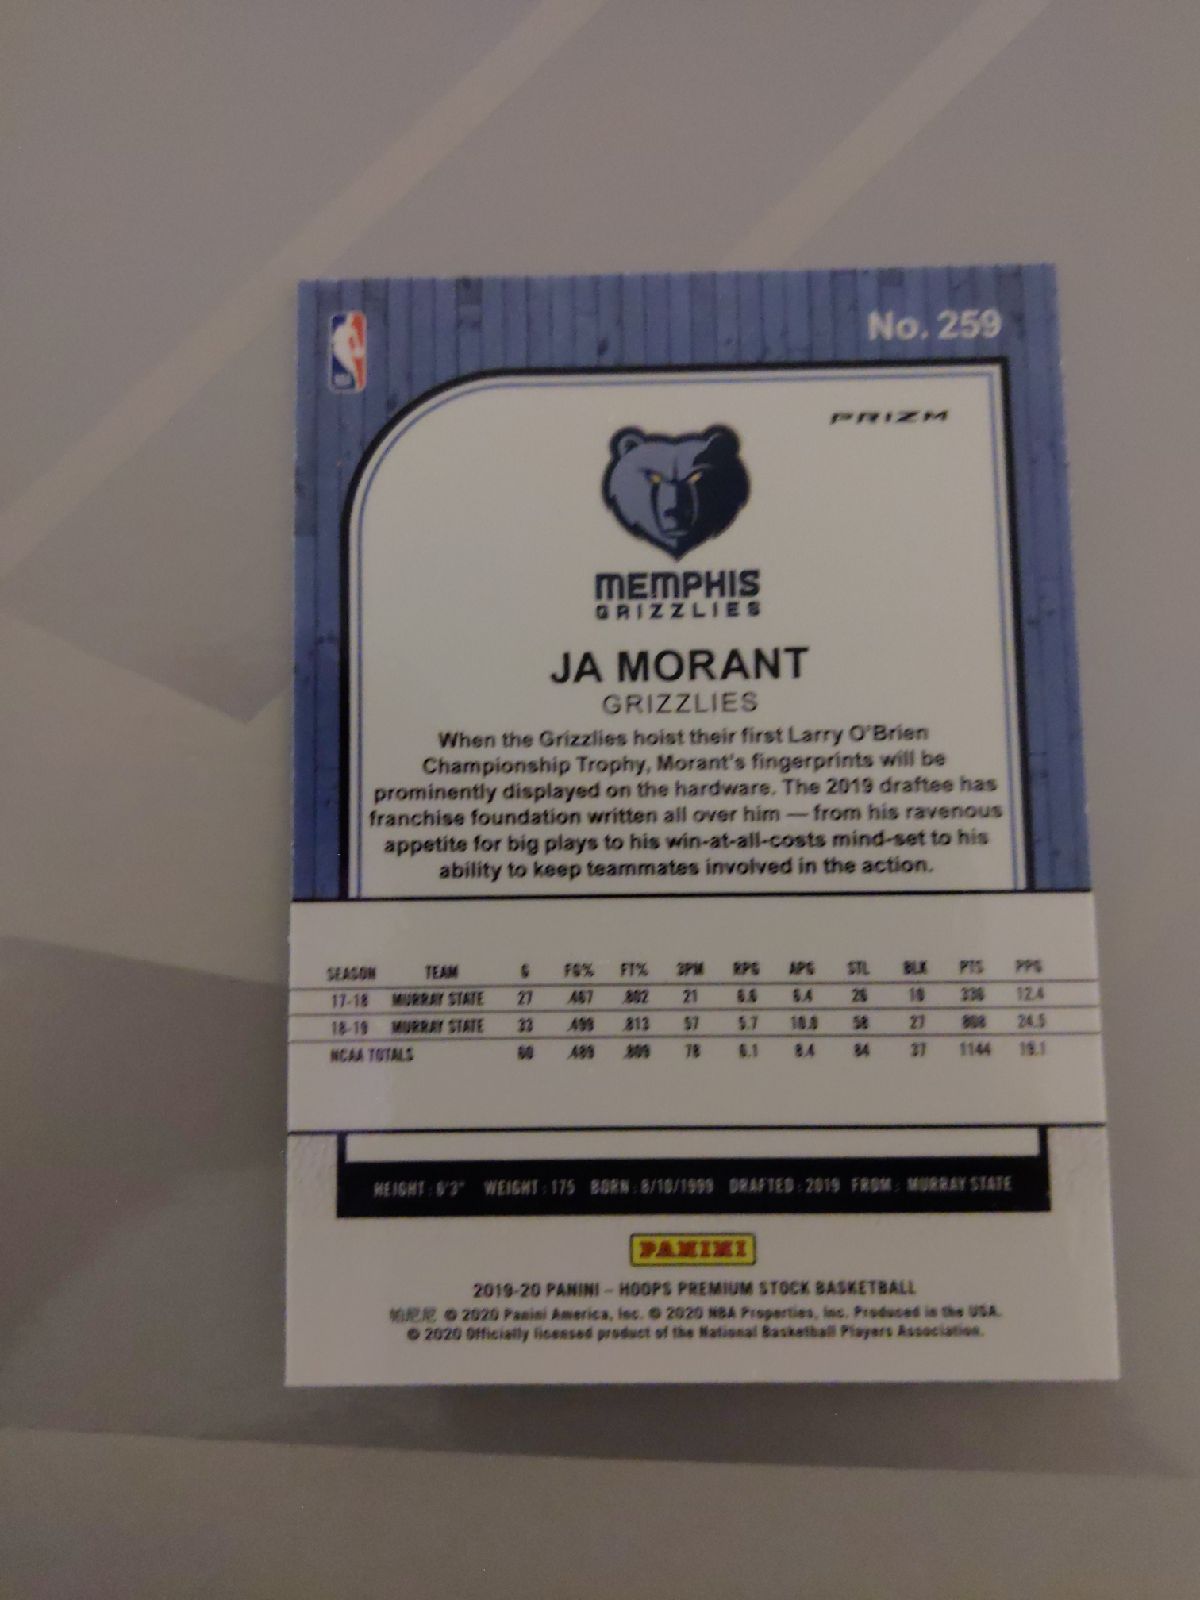 No. 259
PRIZM
MEMPHIS
GRIZZLIES
JA MORANT
GRIZZLIES
When the Grizzlies hoist their first Larry O'Brien
Championship Trophy, Morant's fingerprints will be
prominently displayed on the hardware. The 2019 draftee has
franchise foundation written all over him — from his ravenous
appetite for big plays to his win-at-all-costs mind-set to his
ability to keep teammates involved in the action.
SEASON TEAM G FG% FT% 3PM RPG APG STL BLK PTS PPG
17-18 MURRAY STATE 27 .467 21 12.4
18-19 MURRAY STATE 33 .499 .813 57 5.7 10.0 58 27 808 24.5
NCAA TOTALS 60 .489 .809 78 6.1 8.4 84 37 1144 19.1
HEIGHT : 6'3" WEIGHT : 175 BORN : 8/10/1999 DRAFTED : 2019 FROM : MURRAY STATE
PANINI
2019-20 PANINI – HOOPS PREMIUM STOCK BASKETBALL
帕尼尼 © 2020 Panini America, Inc. © 2020 NBA Properties, Inc. Produced in the USA.
© 2020 Officially licensed product of the National Basketball Players Association.